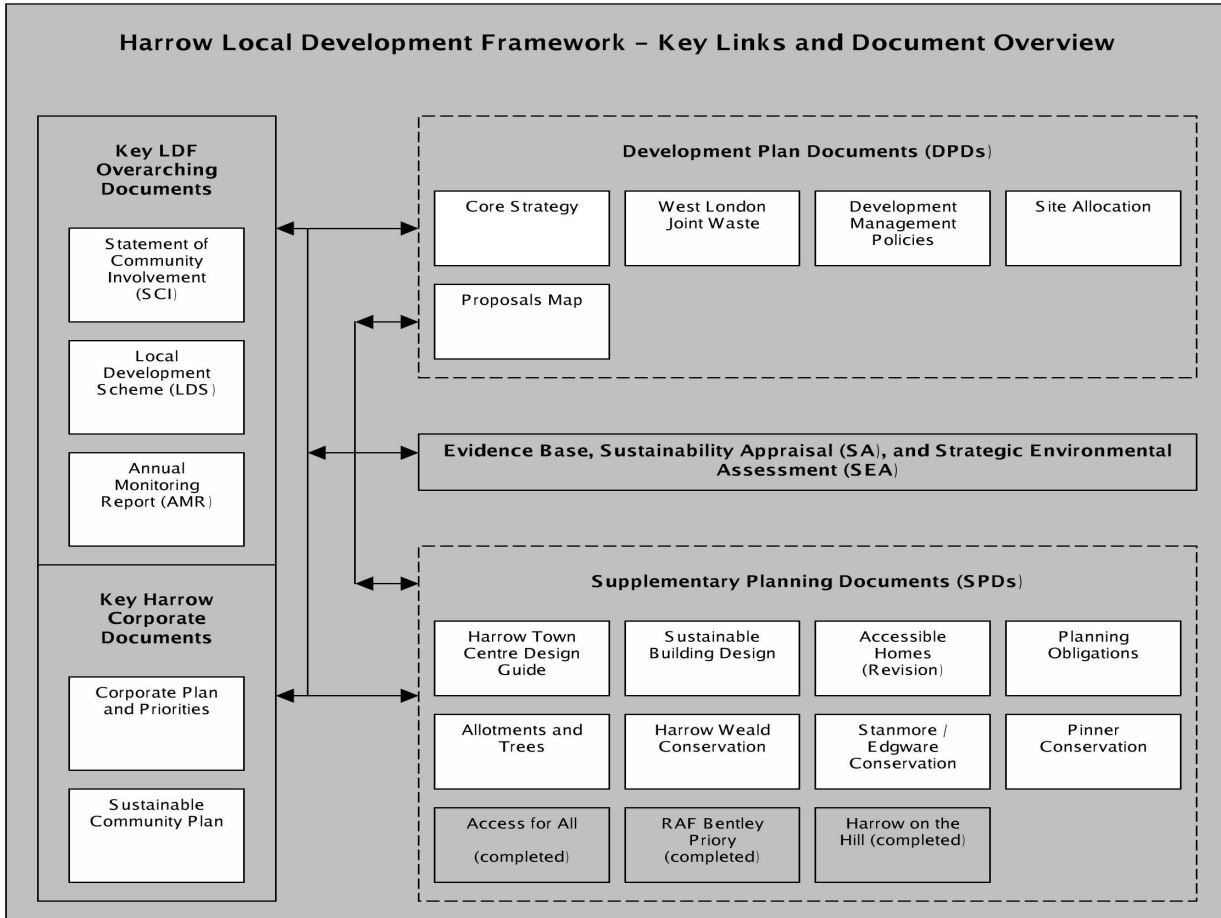 Harrow Local Development Framework – Key Links and Document Overview
Key LDF
Overarching
Documents
Statement of
Community
Involvement
(SCI)
Local
Development
Scheme (LDS)
Annual
Monitoring
Report (AMR)
Key Harrow
Corporate
Documents
Corporate Plan
and Priorities
Sustainable
Community Plan
Development Plan Documents (DPDs)
Core Strategy
West London
Joint Waste
Development
Management
Policies
Site Allocation
Proposals Map
Evidence Base, Sustainability Appraisal (SA), and Strategic Environmental
Assessment (SEA)
Supplementary Planning Documents (SPDs)
Harrow Town
Centre Design
Guide
Sustainable
Building Design
Accessible
Homes
(Revision)
Planning
Obligations
Allotments and
Trees
Harrow Weald
Conservation
Stanmore /
Edgware
Conservation
Pinner
Conservation
Access for All
(completed)
RAF Bentley
Priory
(completed)
Harrow on the
Hill (completed)